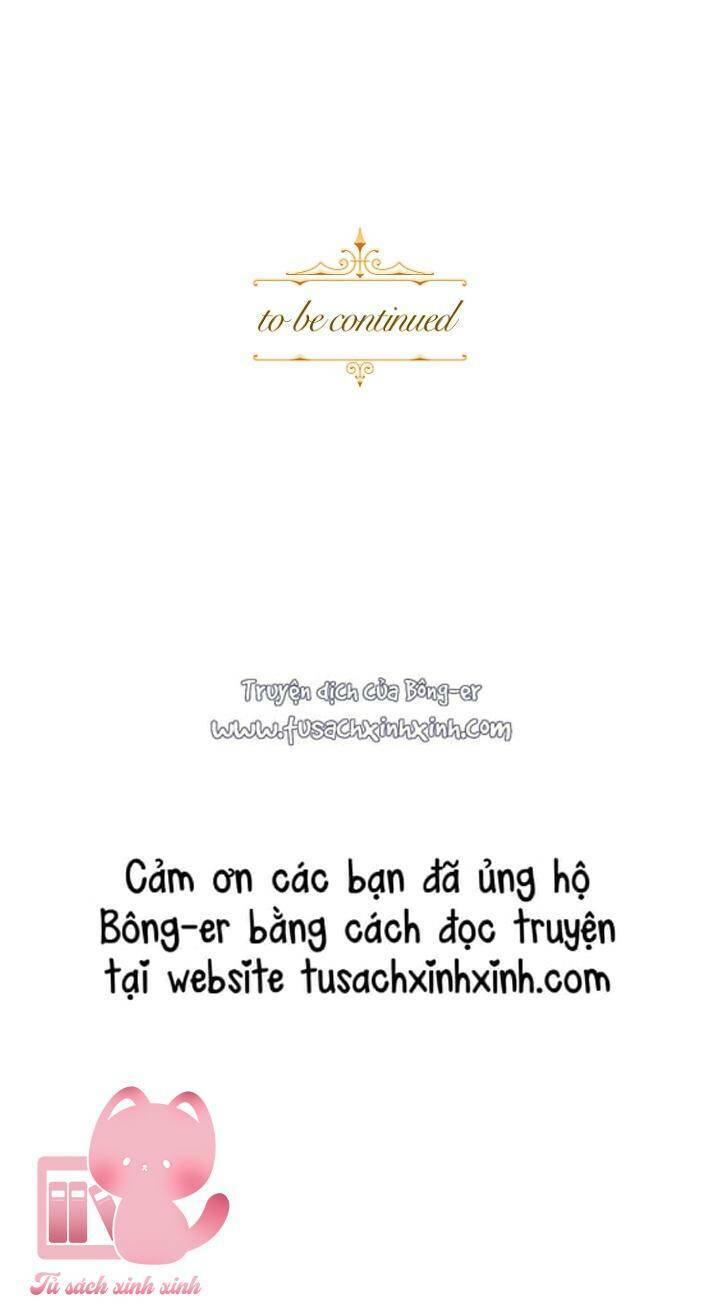 to be continued
Truyện dịch của Bông-er
www.tusachxinhxinh.com
Cảm ơn các bạn đã ủng hộ
Bông-er bằng cách đọc truyện
tại website tusachxinhxinh.com
Tủ sách xinh xinh